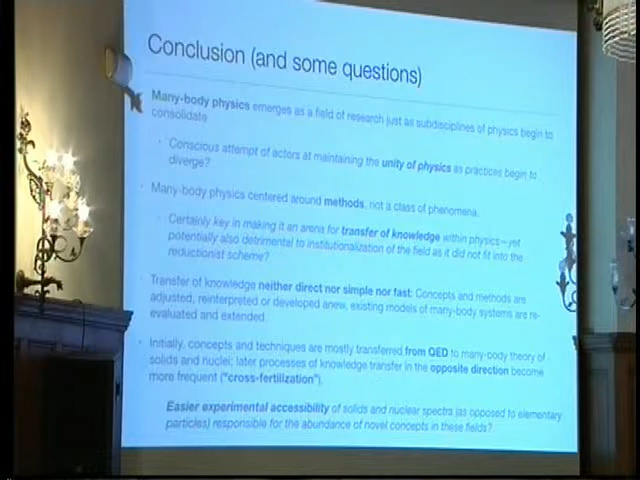 Conclusion (and some questions)
Many-body physics emerges as a field of research just as subdisciplines of physics begin to
consolidate
Conscious attempt of actors at maintaining the unity of physics as practices begin to
diverge?
Many-body physics centered around methods, not a class of phenomena.
Certainly key in making it an arena for transfer of knowledge within physics – yet
potentially also detrimental to institutionalization of the field as it did not fit into the
reductionist scheme?
Transfer of knowledge neither direct nor simple nor fast: Concepts and methods are
adjusted, reinterpreted or developed anew, existing models of many-body systems are re-
evaluated and extended.
Initially, concepts and techniques are mostly transferred from QED to many-body theory of
solids and nuclei; later processes of knowledge transfer in the opposite direction become
more frequent ("cross-fertilization").
Easier experimental accessibility of solids and nuclear spectra (as opposed to elementary
particles) responsible for the abundance of novel concepts in these fields?